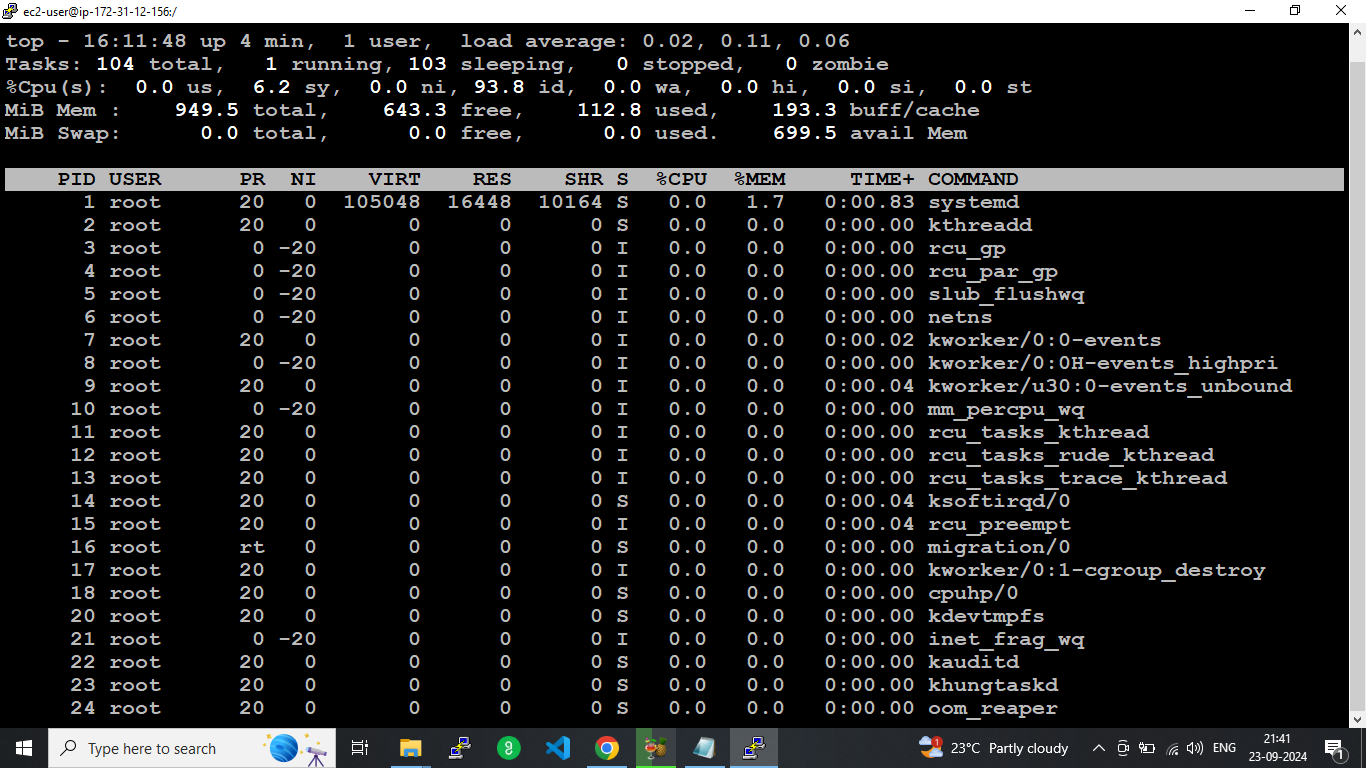 ec2-user@ip-172-31-12-156:/
top - 16:11:48 up 4 min,  1 user,  load average: 0.02, 0.11, 0.06
Tasks: 104 total,   1 running, 103 sleeping,   0 stopped,   0 zombie
%Cpu(s):  0.0 us,  6.2 sy,  0.0 ni, 93.8 id,  0.0 wa,  0.0 hi,  0.0 si,  0.0 st
MiB Mem :    949.5 total,    643.3 free,    112.8 used,    193.3 buff/cache
MiB Swap:      0.0 total,      0.0 free,      0.0 used.    699.5 avail Mem
PID USER      PR  NI    VIRT    RES    SHR S  %CPU  %MEM     TIME+ COMMAND
1 root      20   0  105048  16448  10164 S   0.0   1.7   0:00.83 systemd
2 root      20   0       0      0      0 S   0.0   0.0   0:00.00 kthreadd
3 root       0 -20       0      0      0 I   0.0   0.0   0:00.00 rcu_gp
4 root       0 -20       0      0      0 I   0.0   0.0   0:00.00 rcu_par_gp
5 root       0 -20       0      0      0 I   0.0   0.0   0:00.00 slub_flushwq
6 root       0 -20       0      0      0 I   0.0   0.0   0:00.00 netns
7 root      20   0       0      0      0 I   0.0   0.0   0:00.02 kworker/0:0-events
8 root       0 -20       0      0      0 I   0.0   0.0   0:00.00 kworker/0:0H-events_highpri
9 root      20   0       0      0      0 I   0.0   0.0   0:00.04 kworker/u30:0-events_unbound
10 root       0 -20       0      0      0 I   0.0   0.0   0:00.00 mm_percpu_wq
11 root      20   0       0      0      0 I   0.0   0.0   0:00.00 rcu_tasks_kthread
12 root      20   0       0      0      0 I   0.0   0.0   0:00.00 rcu_tasks_rude_kthread
13 root      20   0       0      0      0 I   0.0   0.0   0:00.00 rcu_tasks_trace_kthread
14 root      20   0       0      0      0 S   0.0   0.0   0:00.04 ksoftirqd/0
15 root      20   0       0      0      0 I   0.0   0.0   0:00.04 rcu_preempt
16 root      rt   0       0      0      0 S   0.0   0.0   0:00.00 migration/0
17 root      20   0       0      0      0 I   0.0   0.0   0:00.00 kworker/0:1-cgroup_destroy
18 root      20   0       0      0      0 S   0.0   0.0   0:00.00 cpuhp/0
20 root      20   0       0      0      0 S   0.0   0.0   0:00.00 kdevtmpfs
21 root       0 -20       0      0      0 I   0.0   0.0   0:00.00 inet_frag_wq
22 root      20   0       0      0      0 S   0.0   0.0   0:00.00 kauditd
23 root      20   0       0      0      0 S   0.0   0.0   0:00.00 khungtaskd
24 root      20   0       0      0      0 S   0.0   0.0   0:00.00 oom_reaper
Type here to search
23°C Partly cloudy
ENG
21:41
23-09-2024
1